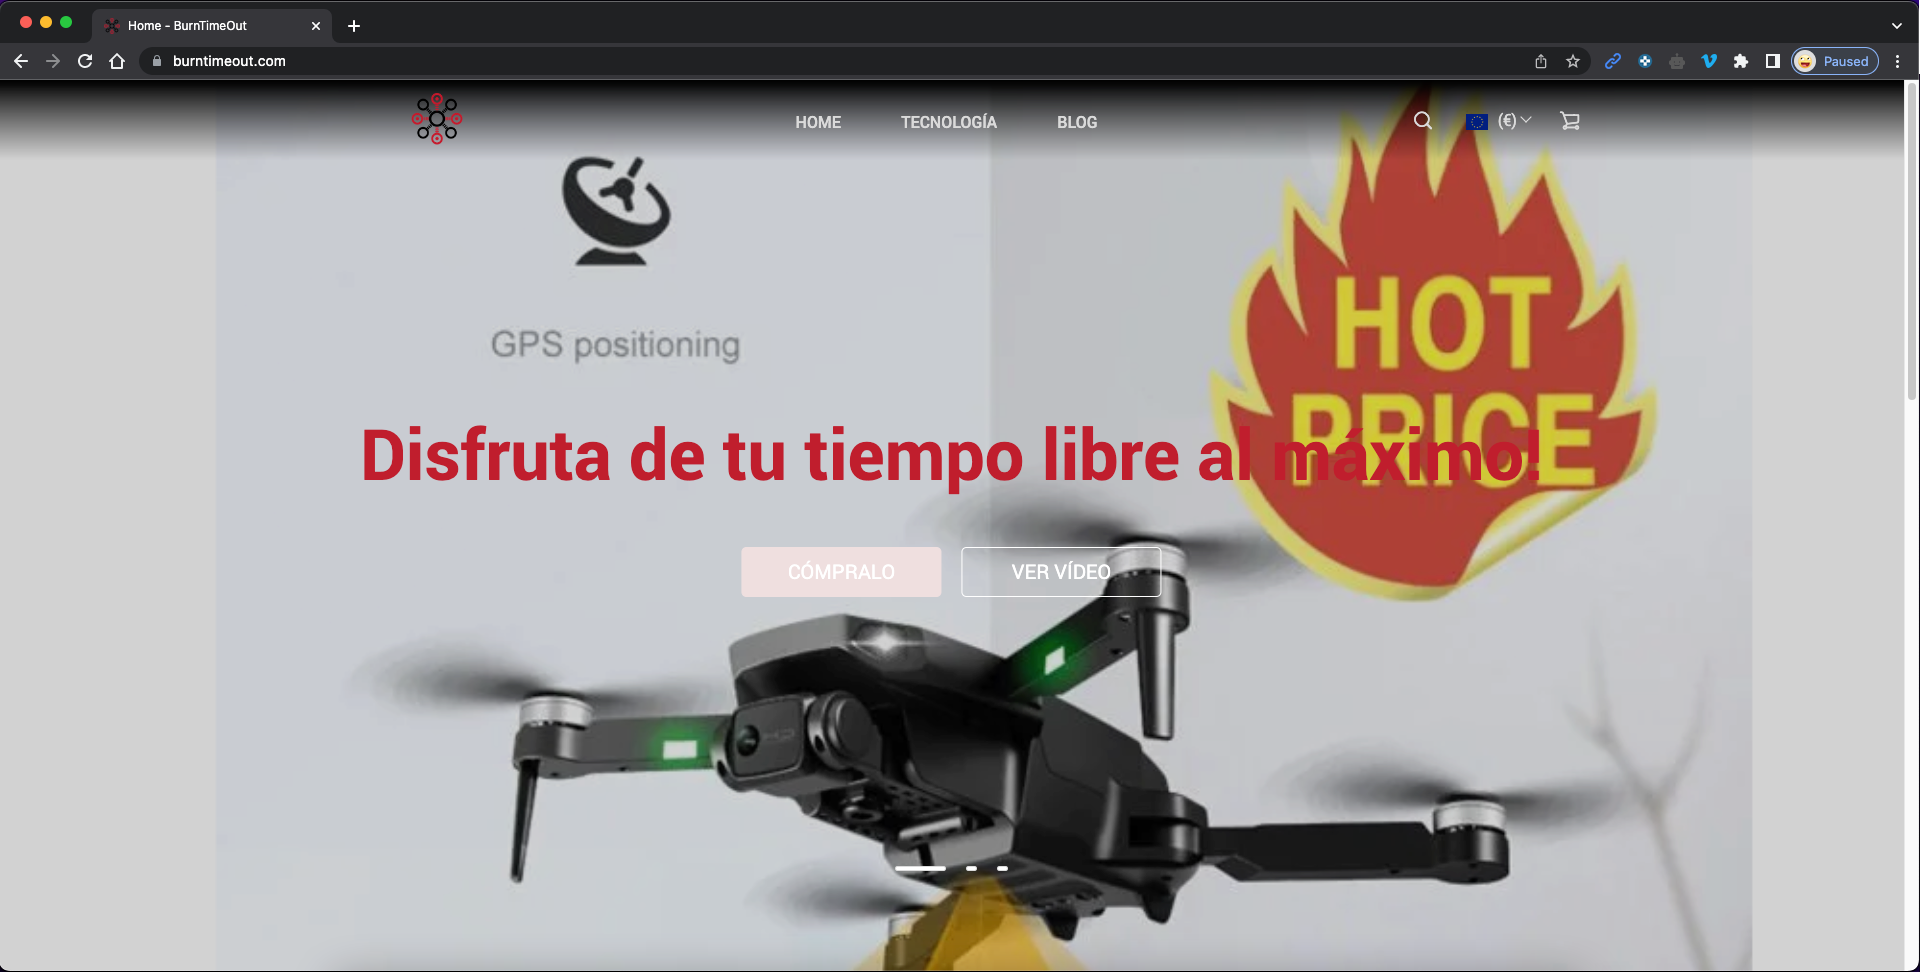 Home - BurnTimeOut
burntimeout.com
Paused
HOME
TECNOLOGÍA
BLOG
(€)
GPS positioning
HOT
PRICE
Disfruta de tu tiempo libre al máximo!
CÓMPRALO
VER VÍDEO
HD